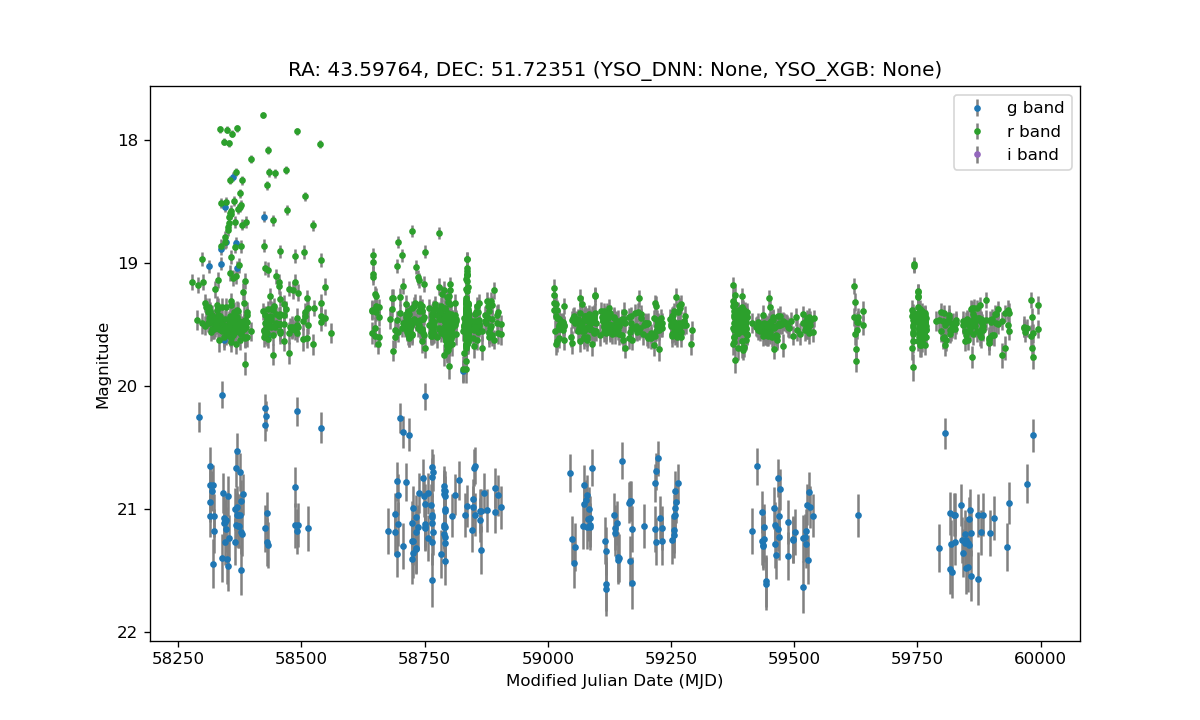 RA: 43.59764, DEC: 51.72351 (YSO_DNN: None, YSO_XGB: None)
g band
r band
i band
18
19
20
21
22
Magnitude
58250 58500 58750 59000 59250 59500 59750 60000
Modified Julian Date (MJD)